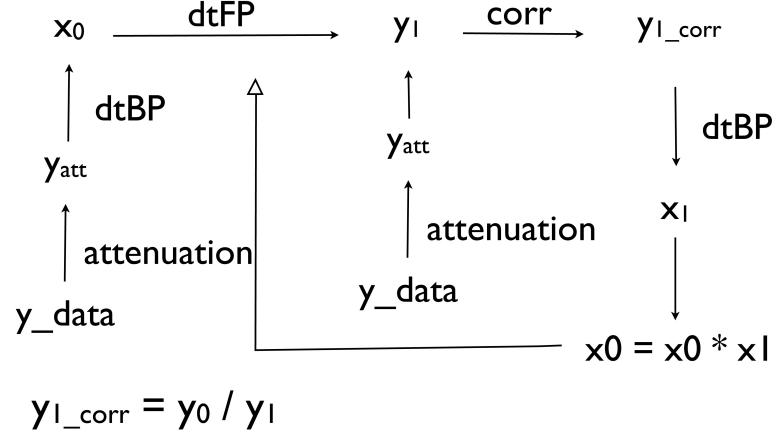 x0 dtFP y1 corr y1_corr
dtBP dtBP
yatt yatt
x1
attenuation attenuation
y_data y_data
x0 = x0 * x1
y1_corr = y0 / y1